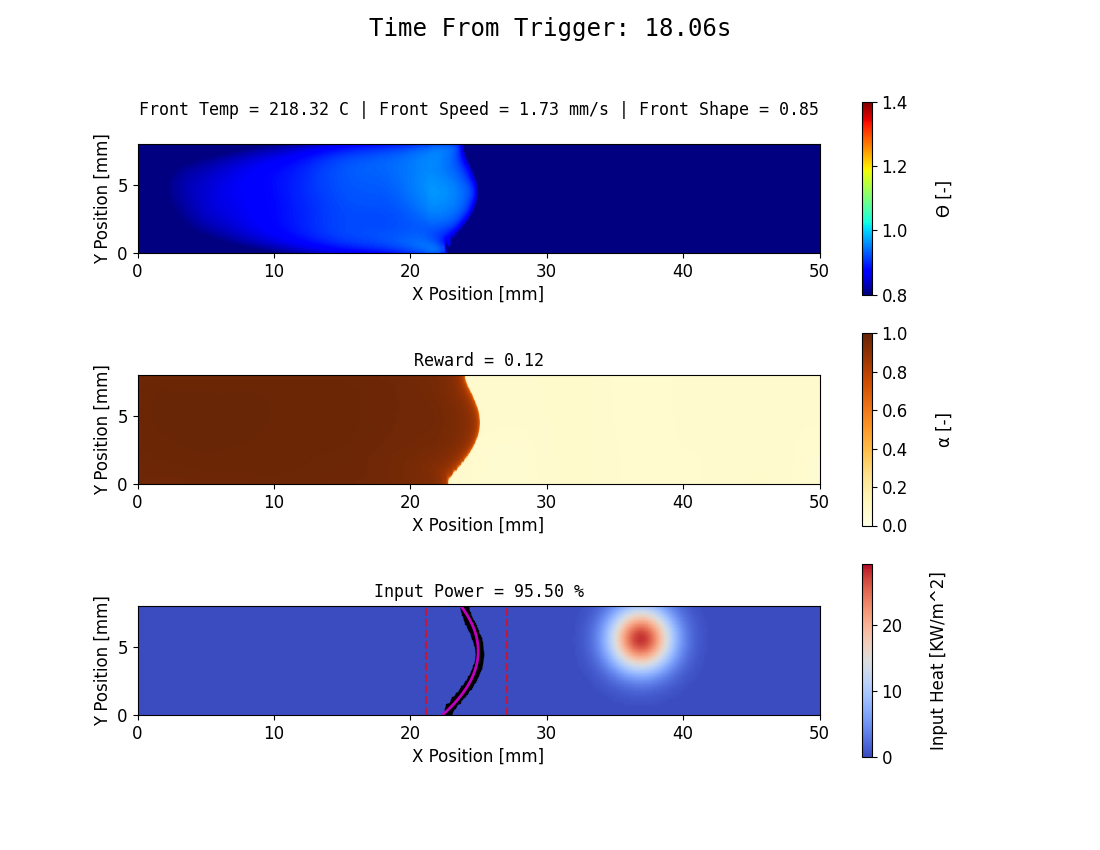 Time From Trigger: 18.06s
Front Temp = 218.32 C | Front Speed = 1.73 mm/s | Front Shape = 0.85
Y Position [mm]
5
0
0 10 20 30 40 50
X Position [mm]
1.4
1.2
1.0
0.8
Θ [-]
Reward = 0.12
Y Position [mm]
5
0
0 10 20 30 40 50
X Position [mm]
1.0
0.8
0.6
0.4
0.2
0.0
α [-]
Input Power = 95.50 %
Y Position [mm]
5
0
0 10 20 30 40 50
X Position [mm]
20
10
0
Input Heat [KW/m^2]